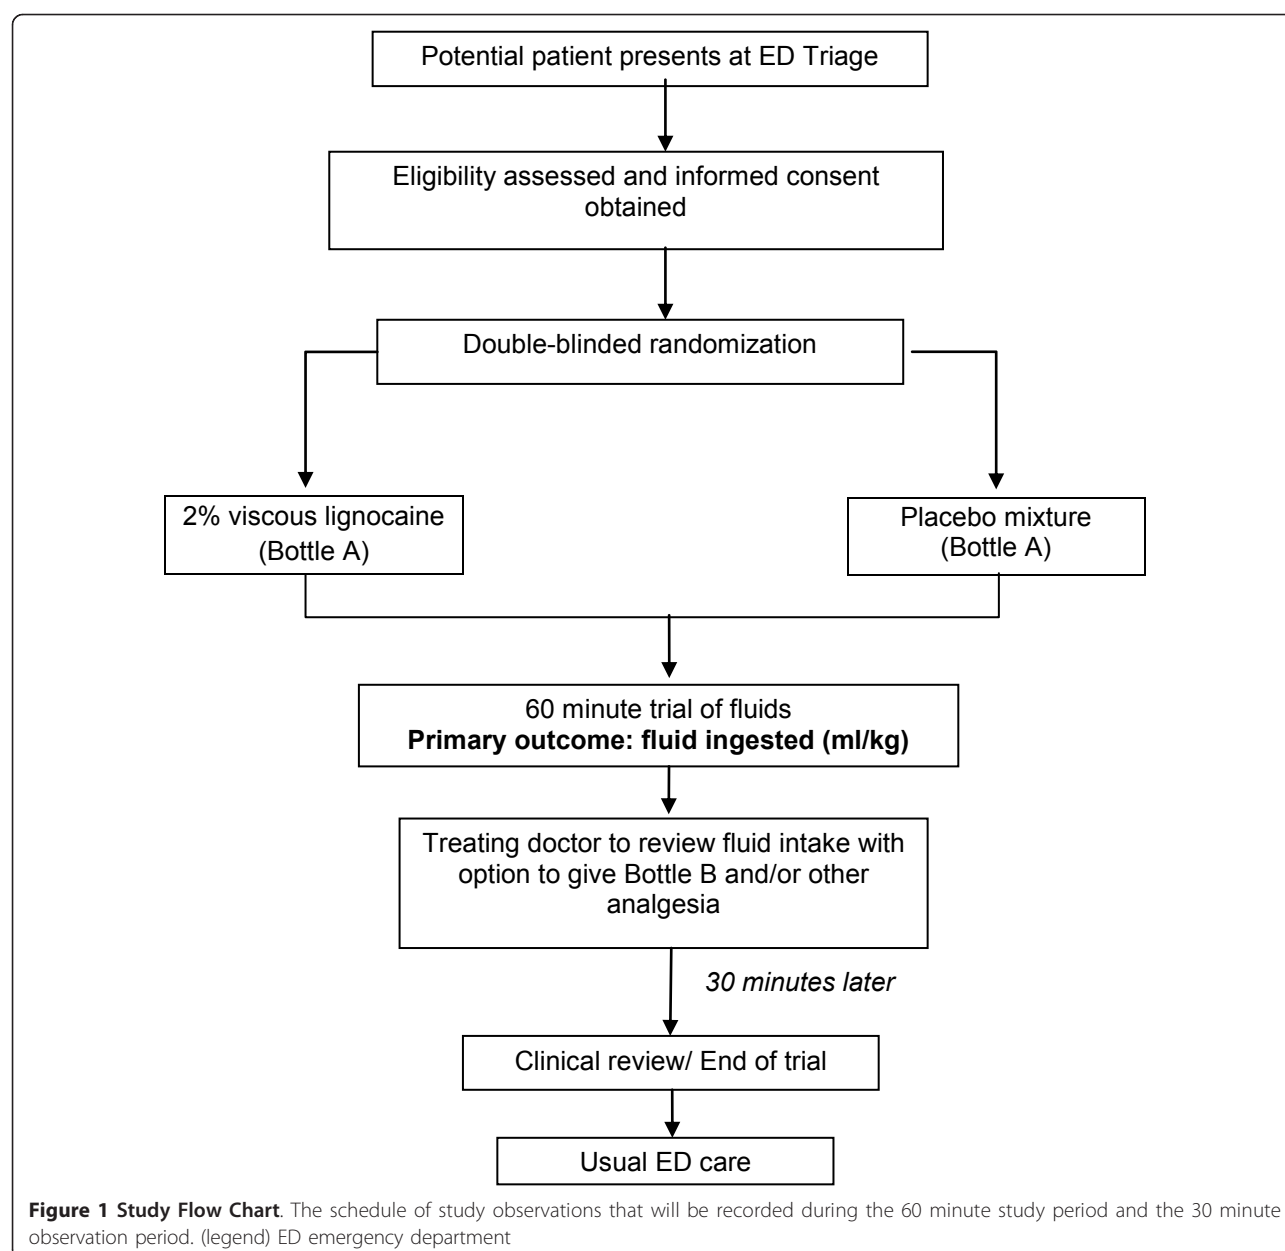 Potential patient presents at ED Triage
Eligibility assessed and informed consent
obtained
Double-blinded randomization
2% viscous lignocaine
(Bottle A)
Placebo mixture
(Bottle A)
60 minute trial of fluids
Primary outcome: fluid ingested (ml/kg)
Treating doctor to review fluid intake with
option to give Bottle B and/or other
analgesia
30 minutes later
Clinical review/ End of trial
Usual ED care
Figure 1 Study Flow Chart. The schedule of study observations that will be recorded during the 60 minute study period and the 30 minute
observation period. (legend) ED emergency department